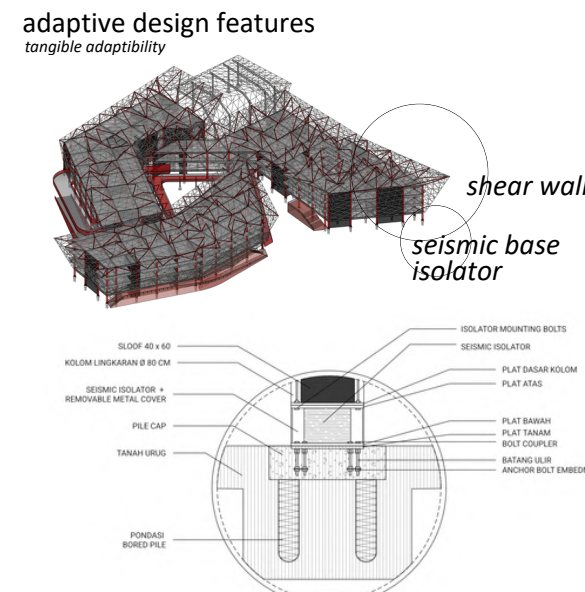 adaptive design features
tangible adaptibility
shear wall
seismic base
isolator
SLOOF 40 x 60
KOLOM LINGKARAN Ø 80 CM
SEISMIC ISOLATOR +
REMOVABLE METAL COVER
PILE CAP
TANAH URUG
PONDASI
BORED PILE
ISOLATOR MOUNTING BOLTS
SEISMIC ISOLATOR
PLAT DASAR KOLOM
PLAT ATAS
PLAT BAWAH
PLAT TANAM
BOLT COUPLER
BATANG ULIR
ANCHOR BOLT